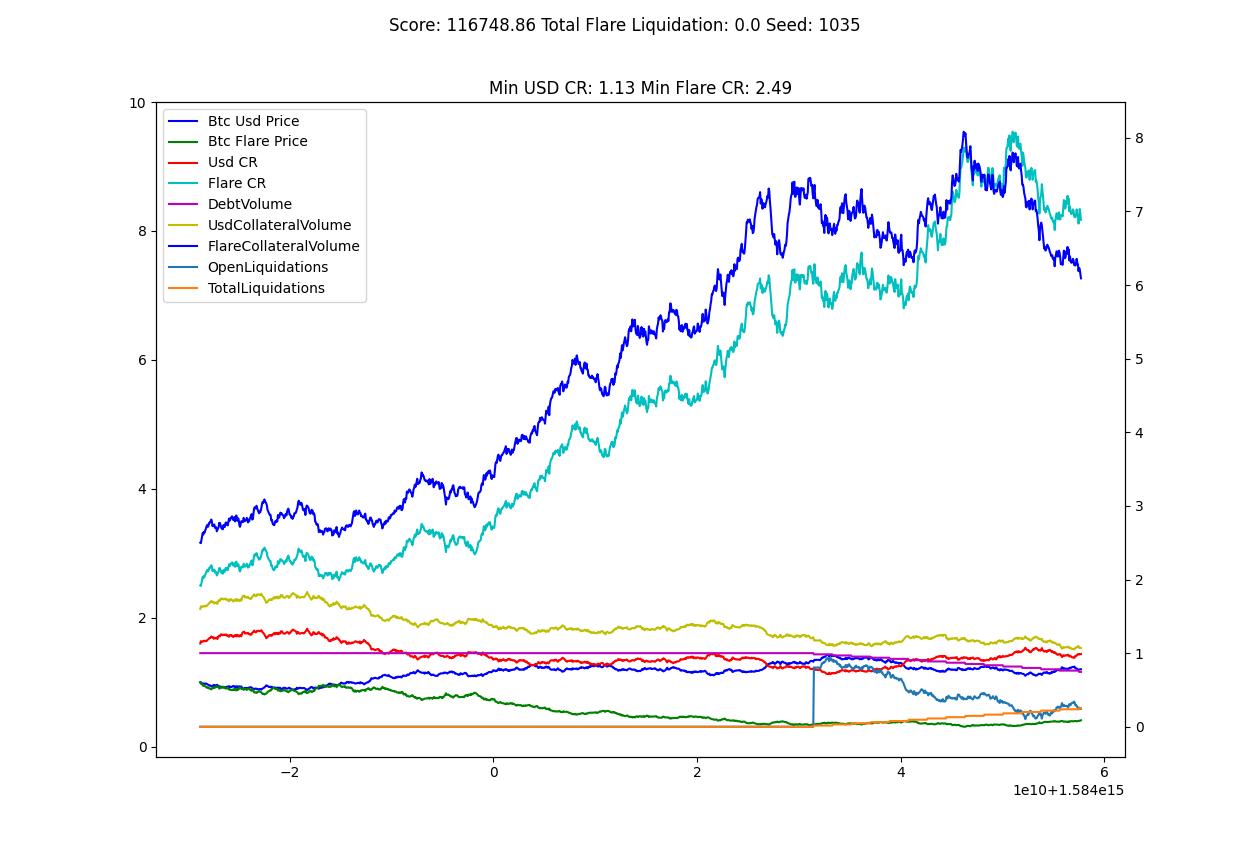 Score: 116748.86 Total Flare Liquidation: 0.0 Seed: 1035
Min USD CR: 1.13 Min Flare CR: 2.49
Btc Usd Price
Btc Flare Price
Usd CR
Flare CR
DebtVolume
UsdCollateralVolume
FlareCollateralVolume
OpenLiquidations
TotalLiquidations
10
8
6
4
2
0
8
7
6
5
4
3
2
1
0
−2
0
2
4
6
1e10+1.584e15